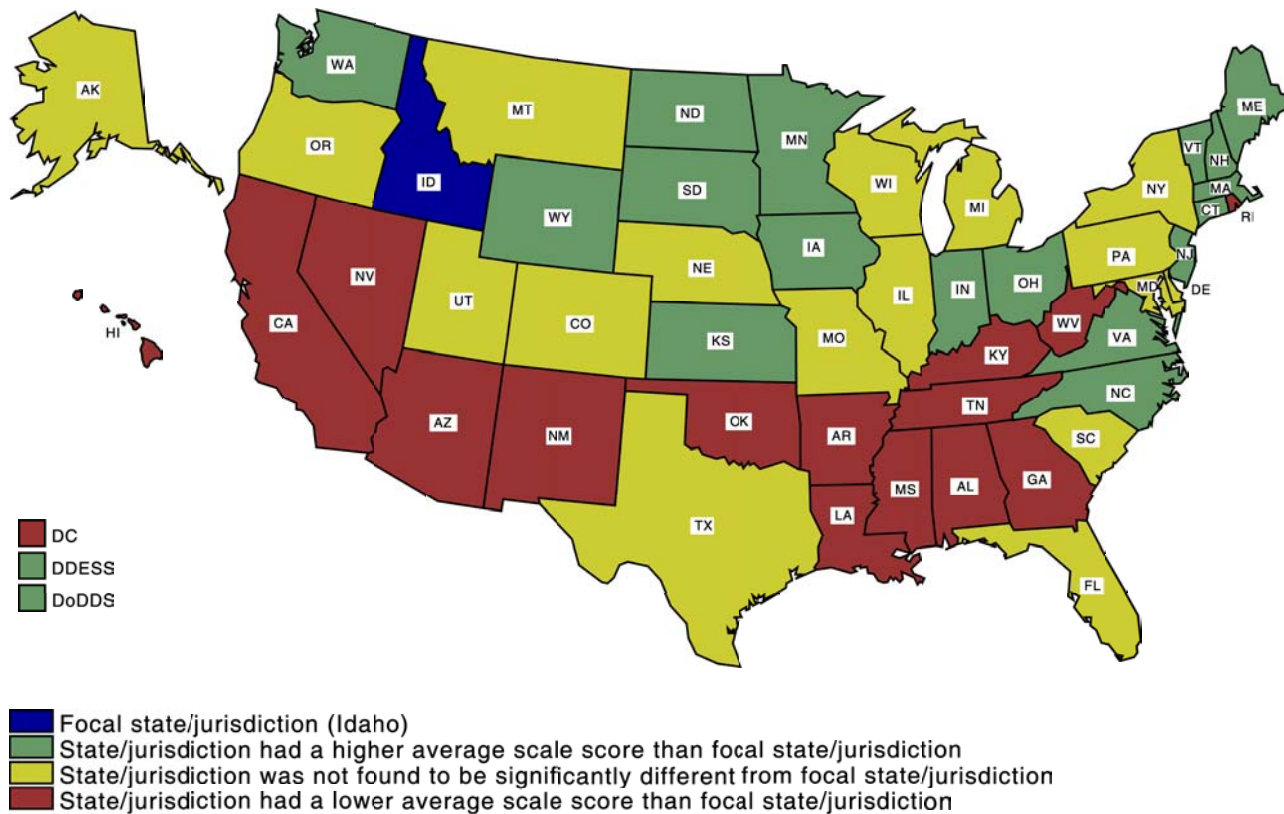 WA
AK
MT
ND
ME
MN
OR
VT
NH
ID
SD
WI
NY
MA
WY
MI
CT
RI
IA
PA
NE
NJ
NV
OH
IL
IN
MD
DE
UT
CA
CO
HI
WV
VA
KS
MO
KY
NC
TN
AZ
OK
NM
AR
SC
MS
AL
GA
LA
TX
DC
DDESS
FL
DoDDS
Focal state/jurisdiction (Idaho)
State/jurisdiction had a higher average scale score than focal state/jurisdiction
State/jurisdiction was not found to be significantly different from focal state/jurisdiction
State/jurisdiction had a lower average scale score than focal state/jurisdiction